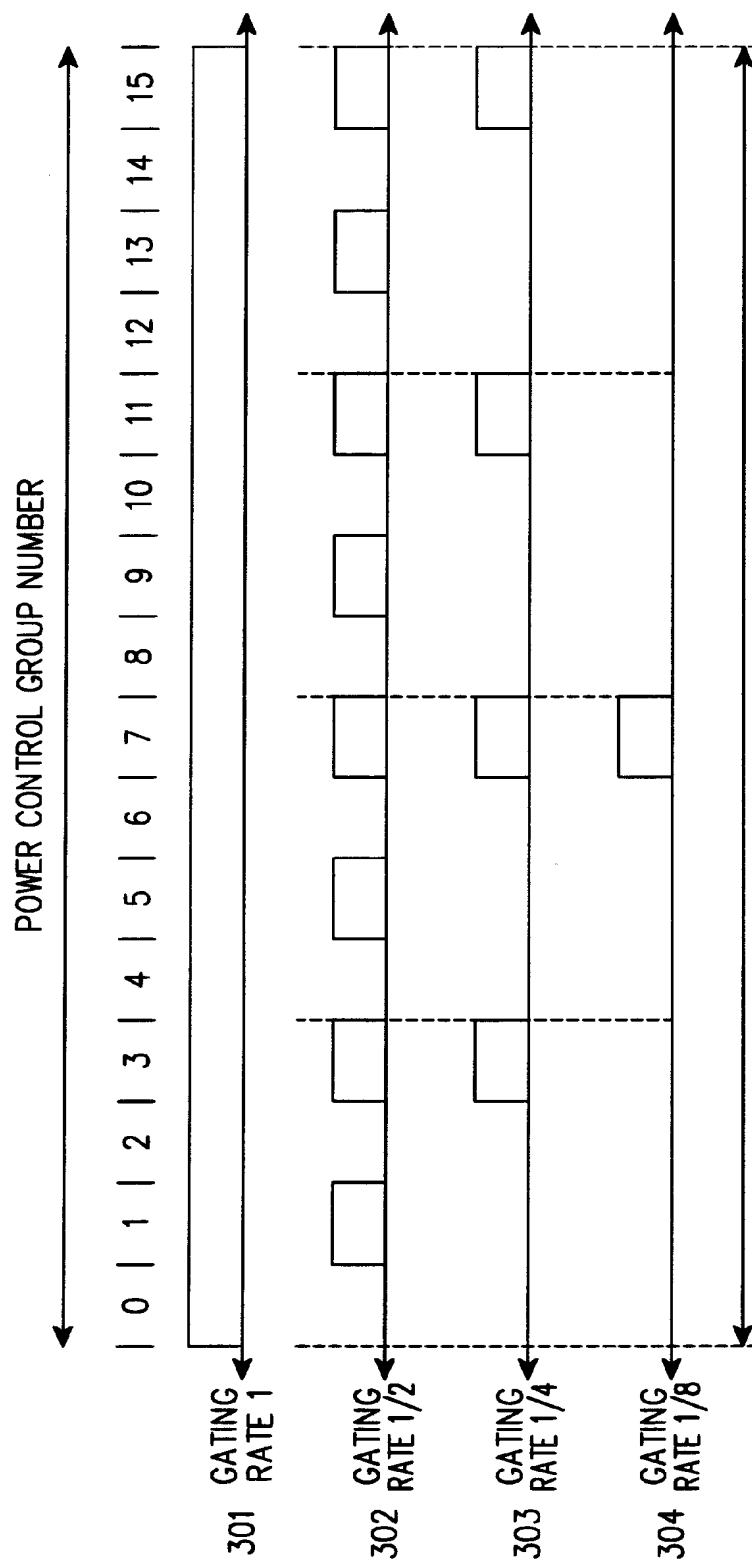 POWER CONTROL GROUP NUMBER
| 0 | 1 | 2 | 3 | 4 | 5 | 6 | 7 | 8 | 9 | 10 | 11 | 12 | 13 | 14 | 15 |
301 GATING
RATE 1
302 GATING
RATE 1/2
303 GATING
RATE 1/4
304 GATING
RATE 1/8